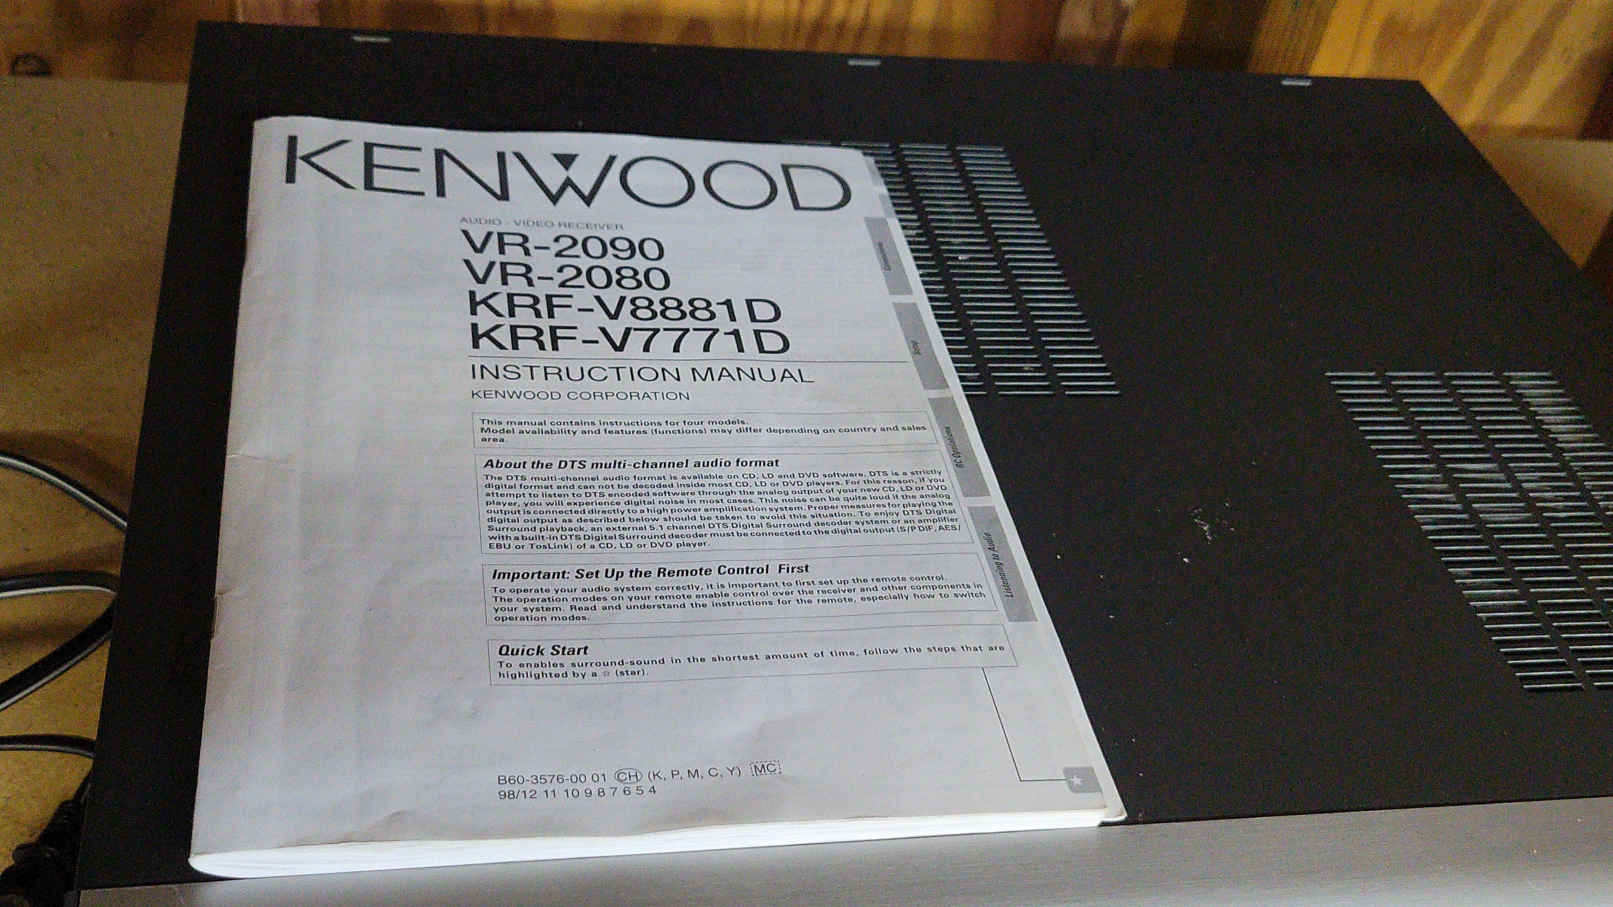 KENWOOD
AUDIO - VIDEO RECEIVER
VR-2090
VR-2080
KRF-V8881D
KRF-V7771D
INSTRUCTION MANUAL
KENWOOD CORPORATION
This manual contains instructions for four models.
Model availability and features (functions) may differ depending on country and sales
area.
About the DTS multi-channel audio format
The DTS multi-channel audio format is available on CD, LD and DVD software. DTS is a strictly
digital format and can not be decoded inside most CD, LD or DVD players. For this reason, if you
attempt to listen to DTS encoded software through the analog output of your new CD, LD or DVD
player, you will experience digital noise in most cases. This noise can be quite loud if the analog
output is connected directly to a high power amplification system. Proper measures for playing the
digital output as described below should be taken to avoid this situation. To enjoy DTS Digital
Surround playback, an external 5.1 channel DTS Digital Surround decoder system or an amplifier
with a built-in DTS Digital Surround decoder must be connected to the digital output (S/P DIF, AES/
EBU or TosLink) of a CD, LD or DVD player.
Important: Set Up the Remote Control First
To operate your audio system correctly, it is important to first set up the remote control.
The operation modes on your remote enable control over the receiver and other components in
your system. Read and understand the instructions for the remote, especially how to switch
operation modes.
Quick Start
To enables surround-sound in the shortest amount of time, follow the steps that are
highlighted by a ☆ (star).
B60-3576-00 01 CH (K, P, M, C, Y) MC
98/12 11 10 9 8 7 6 5 4
Setup
RC Operations
Listenning to Audio